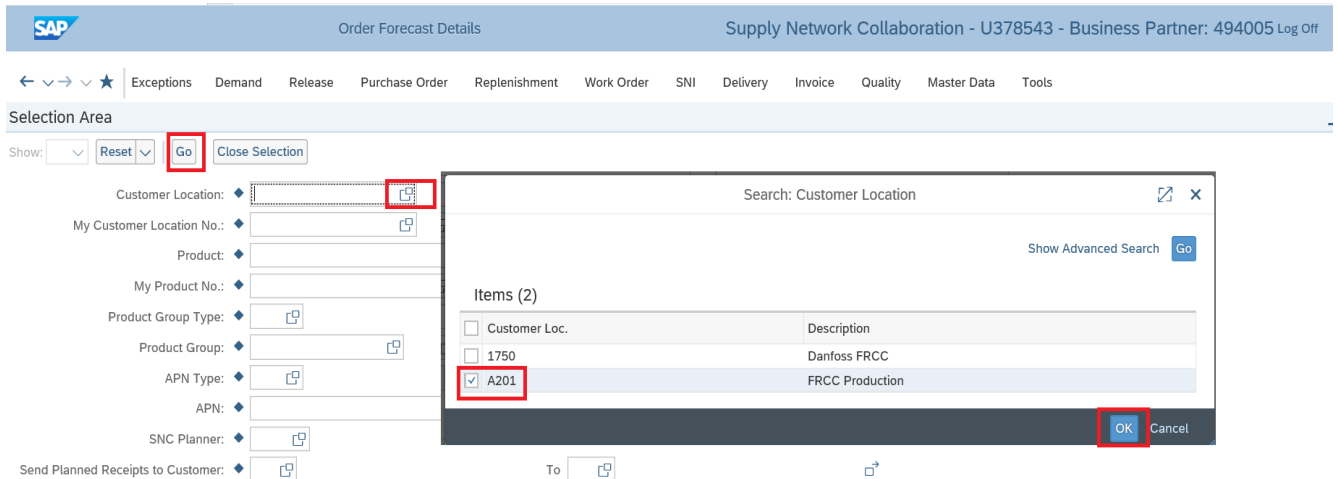 SAP Order Forecast Details Supply Network Collaboration - U378543 - Business Partner: 494005 Log Off
Exceptions Demand Release Purchase Order Replenishment Work Order SNI Delivery Invoice Quality Master Data Tools
Selection Area
Show: Reset Go Close Selection
Customer Location:
My Customer Location No.:
Product:
My Product No.:
Product Group Type:
Product Group:
APN Type:
APN:
SNC Planner:
Send Planned Receipts to Customer: To
Search: Customer Location
Show Advanced Search Go
Items (2)
Customer Loc. Description
1750 Danfoss FRCC
A201 FRCC Production
OK Cancel